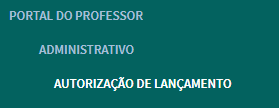 PORTAL DO PROFESSOR
ADMINISTRATIVO
AUTORIZAÇÃO DE LANÇAMENTO